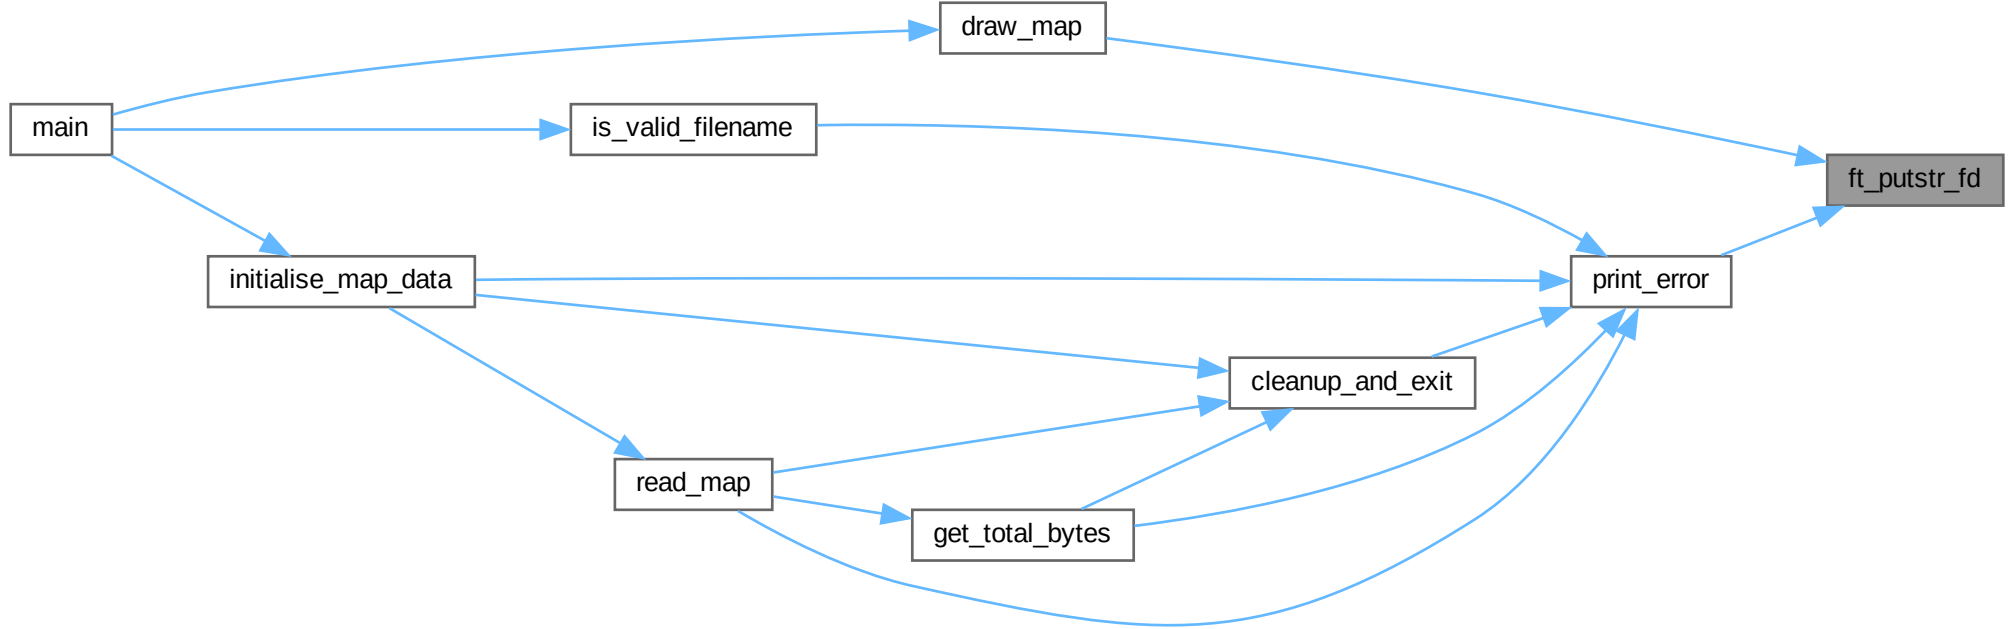 draw_map
main
is_valid_filename
ft_putstr_fd
initialise_map_data
print_error
cleanup_and_exit
read_map
get_total_bytes